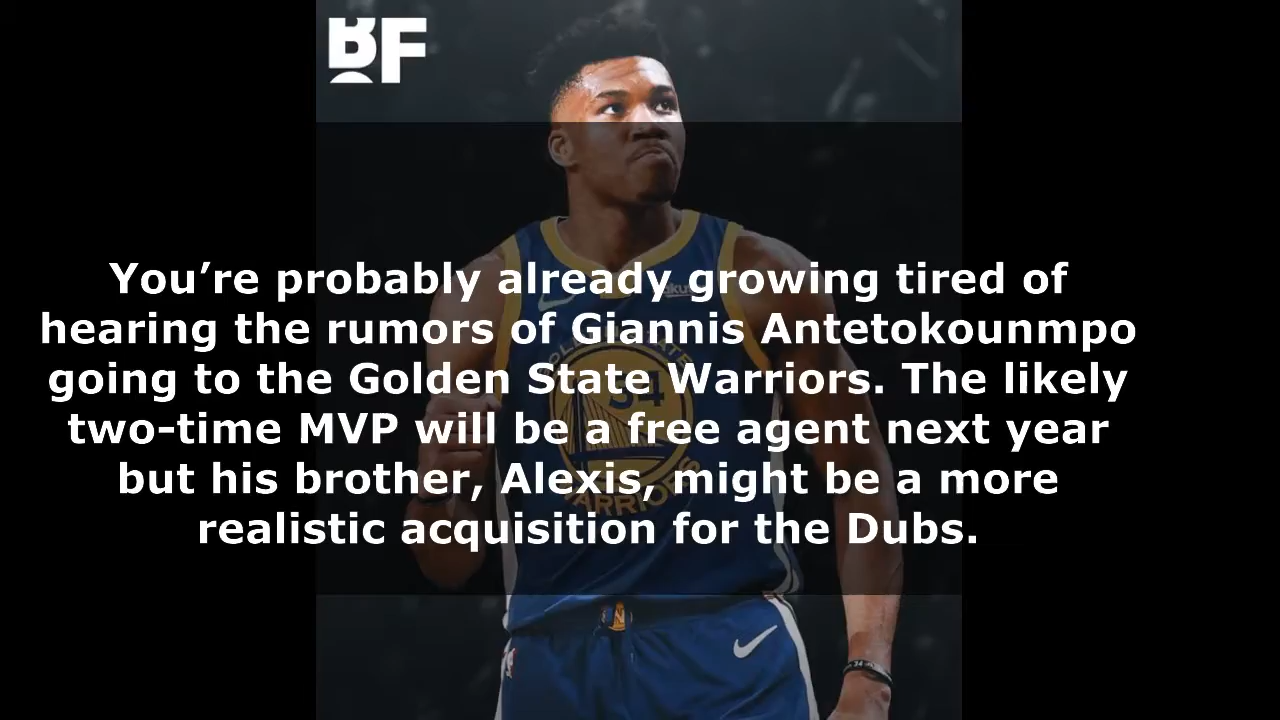 BF
You’re probably already growing tired of
hearing the rumors of Giannis Antetokounmpo
going to the Golden State Warriors. The likely
two-time MVP will be a free agent next year
but his brother, Alexis, might be a more
realistic acquisition for the Dubs.
34
WARRIORS